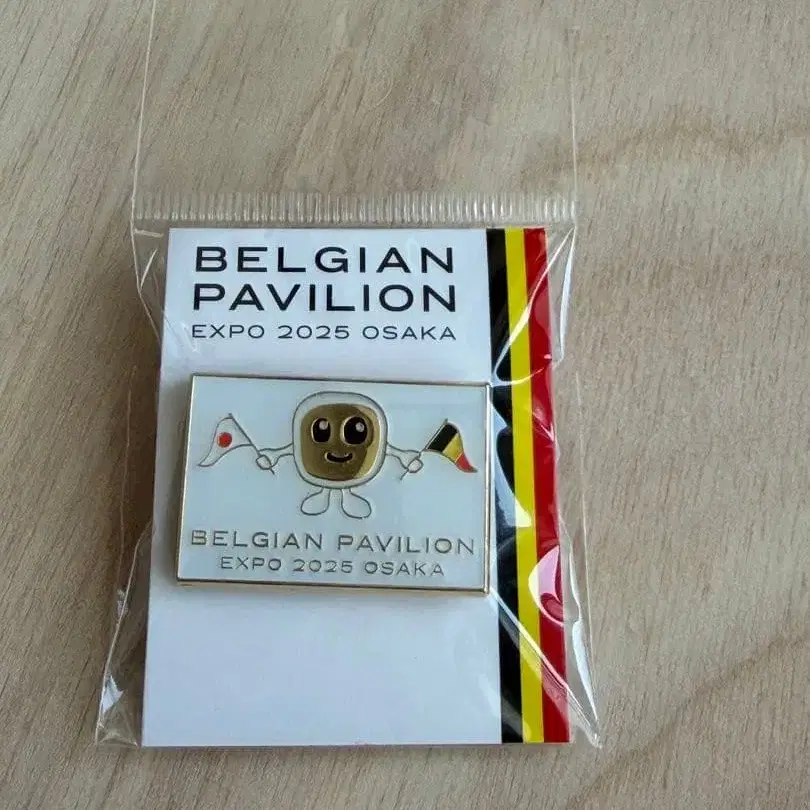 BELGIAN
PAVILION
EXPO 2025 OSAKA
BELGIAN PAVILION
EXPO 2025 OSAKA